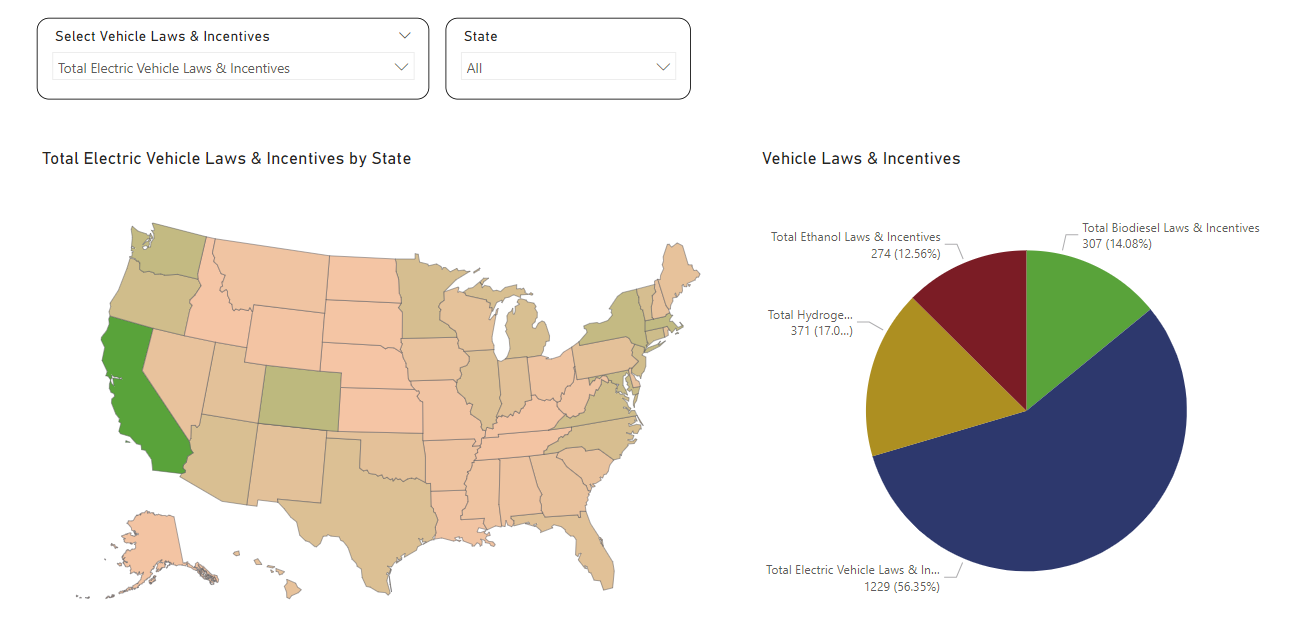 Select Vehicle Laws & Incentives
Total Electric Vehicle Laws & Incentives
State
All
Total Electric Vehicle Laws & Incentives by State
Vehicle Laws & Incentives
Total Ethanol Laws & Incentives
274 (12.56%)
Total Biodiesel Laws & Incentives
307 (14.08%)
Total Hydroge...
371 (17.0...)
Total Electric Vehicle Laws & In...
1229 (56.35%)